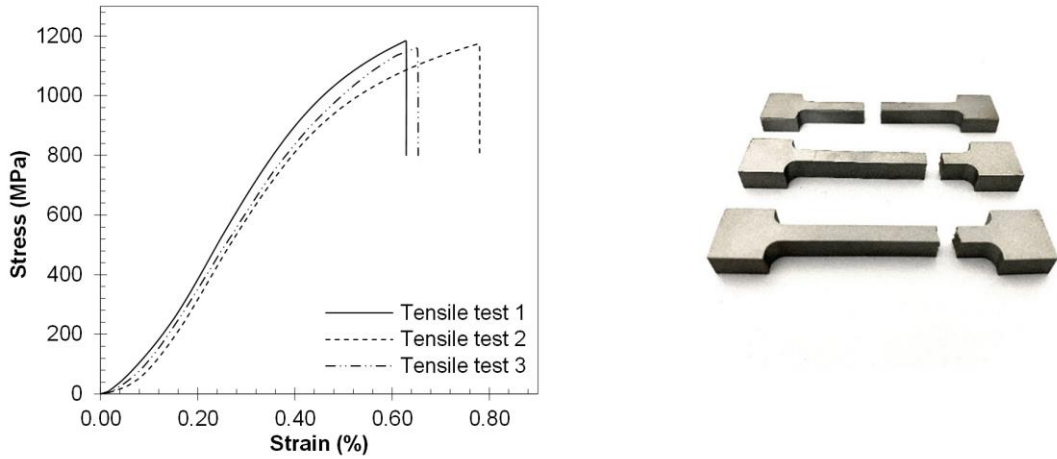 1200
1000
800
600
400
200
0
Stress (MPa)
Tensile test 1
Tensile test 2
Tensile test 3
0.00 0.20 0.40 0.60 0.80
Strain (%)